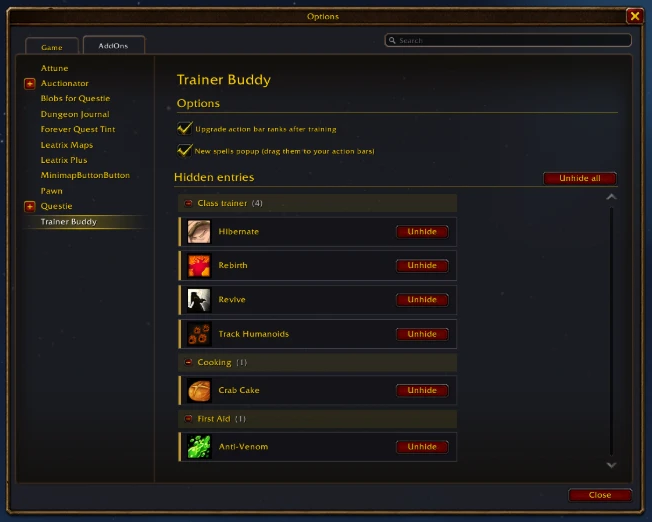 Options
Game
AddOns
Search
Attune
Auctionator
Blobs for Questie
Dungeon Journal
Forever Quest Tint
Leatrix Maps
Leatrix Plus
MinimapButtonButton
Pawn
Questie
Trainer Buddy
Trainer Buddy
Options
Upgrade action bar ranks after training
New spells popup (drag them to your action bars)
Hidden entries
Unhide all
Class trainer (4)
Hibernate
Unhide
Rebirth
Unhide
Revive
Unhide
Track Humanoids
Unhide
Cooking (1)
Crab Cake
Unhide
First Aid (1)
Anti-Venom
Unhide
Close